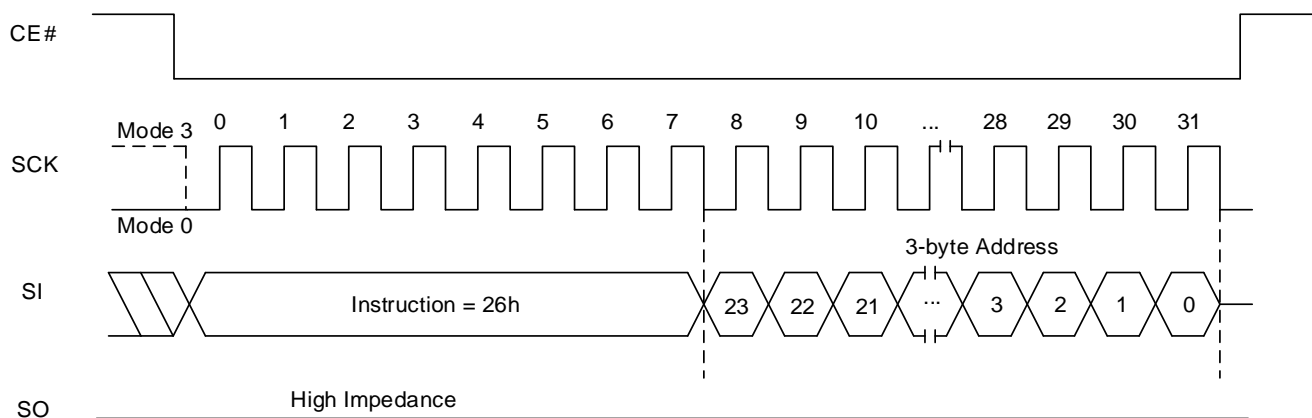 CE#
0 1 2 3 4 5 6 7 8 9 10 ... 28 29 30 31
Mode 3
SCK
Mode 0
3-byte Address
SI
Instruction = 26h 23 22 21 ... 3 2 1 0
High Impedance
SO